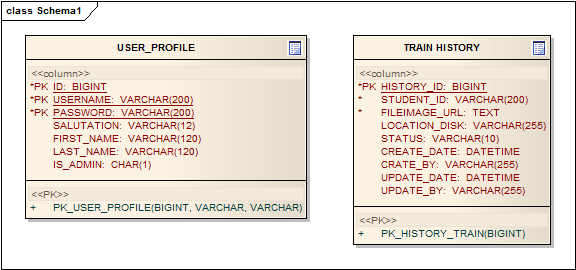 class Schema1
USER_PROFILE
<<column>>
*PK ID: BIGINT
*PK USERNAME: VARCHAR(200)
*PK PASSWORD: VARCHAR(200)
SALUTATION: VARCHAR(12)
FIRST_NAME: VARCHAR(120)
LAST_NAME: VARCHAR(120)
IS_ADMIN: CHAR(1)
<<PK>>
+ PK_USER_PROFILE(BIGINT, VARCHAR, VARCHAR)
TRAIN HISTORY
<<column>>
*PK HISTORY_ID: BIGINT
* STUDENT_ID: VARCHAR(200)
* FILEIMAGE_URL: TEXT
LOCATION_DISK: VARCHAR(255)
STATUS: VARCHAR(10)
CREATE_DATE: DATETIME
CRATE_BY: VARCHAR(255)
UPDATE_DATE: DATETIME
UPDATE_BY: VARCHAR(255)
<<PK>>
+ PK_HISTORY_TRAIN(BIGINT)